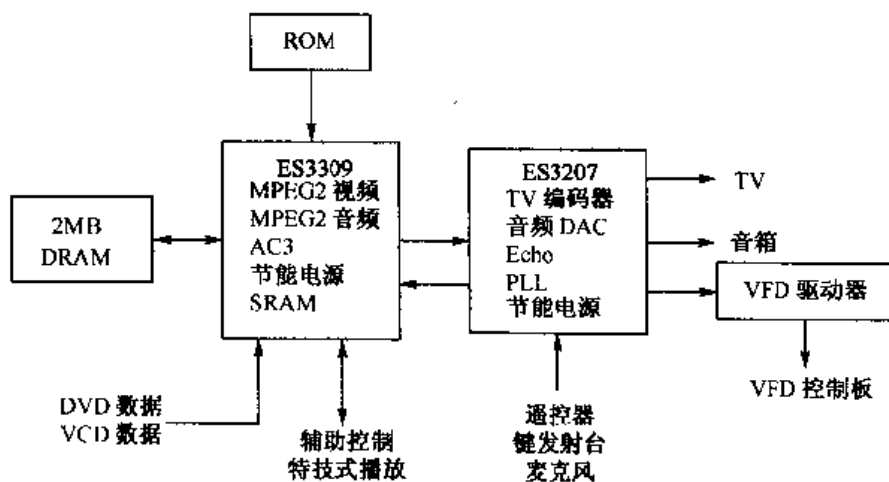 ROM
ES3309
MPEG2 视频
MPEG2 音频
AC3
节能电源
SRAM
ES3207
TV 编码器
音频 DAC
Echo
PLL
节能电源
2MB
DRAM
TV
音箱
VFD 驱动器
VFD 控制板
DVD 数据
VCD 数据
辅助控制
特技式播放
遥控器
键发射台
麦克风